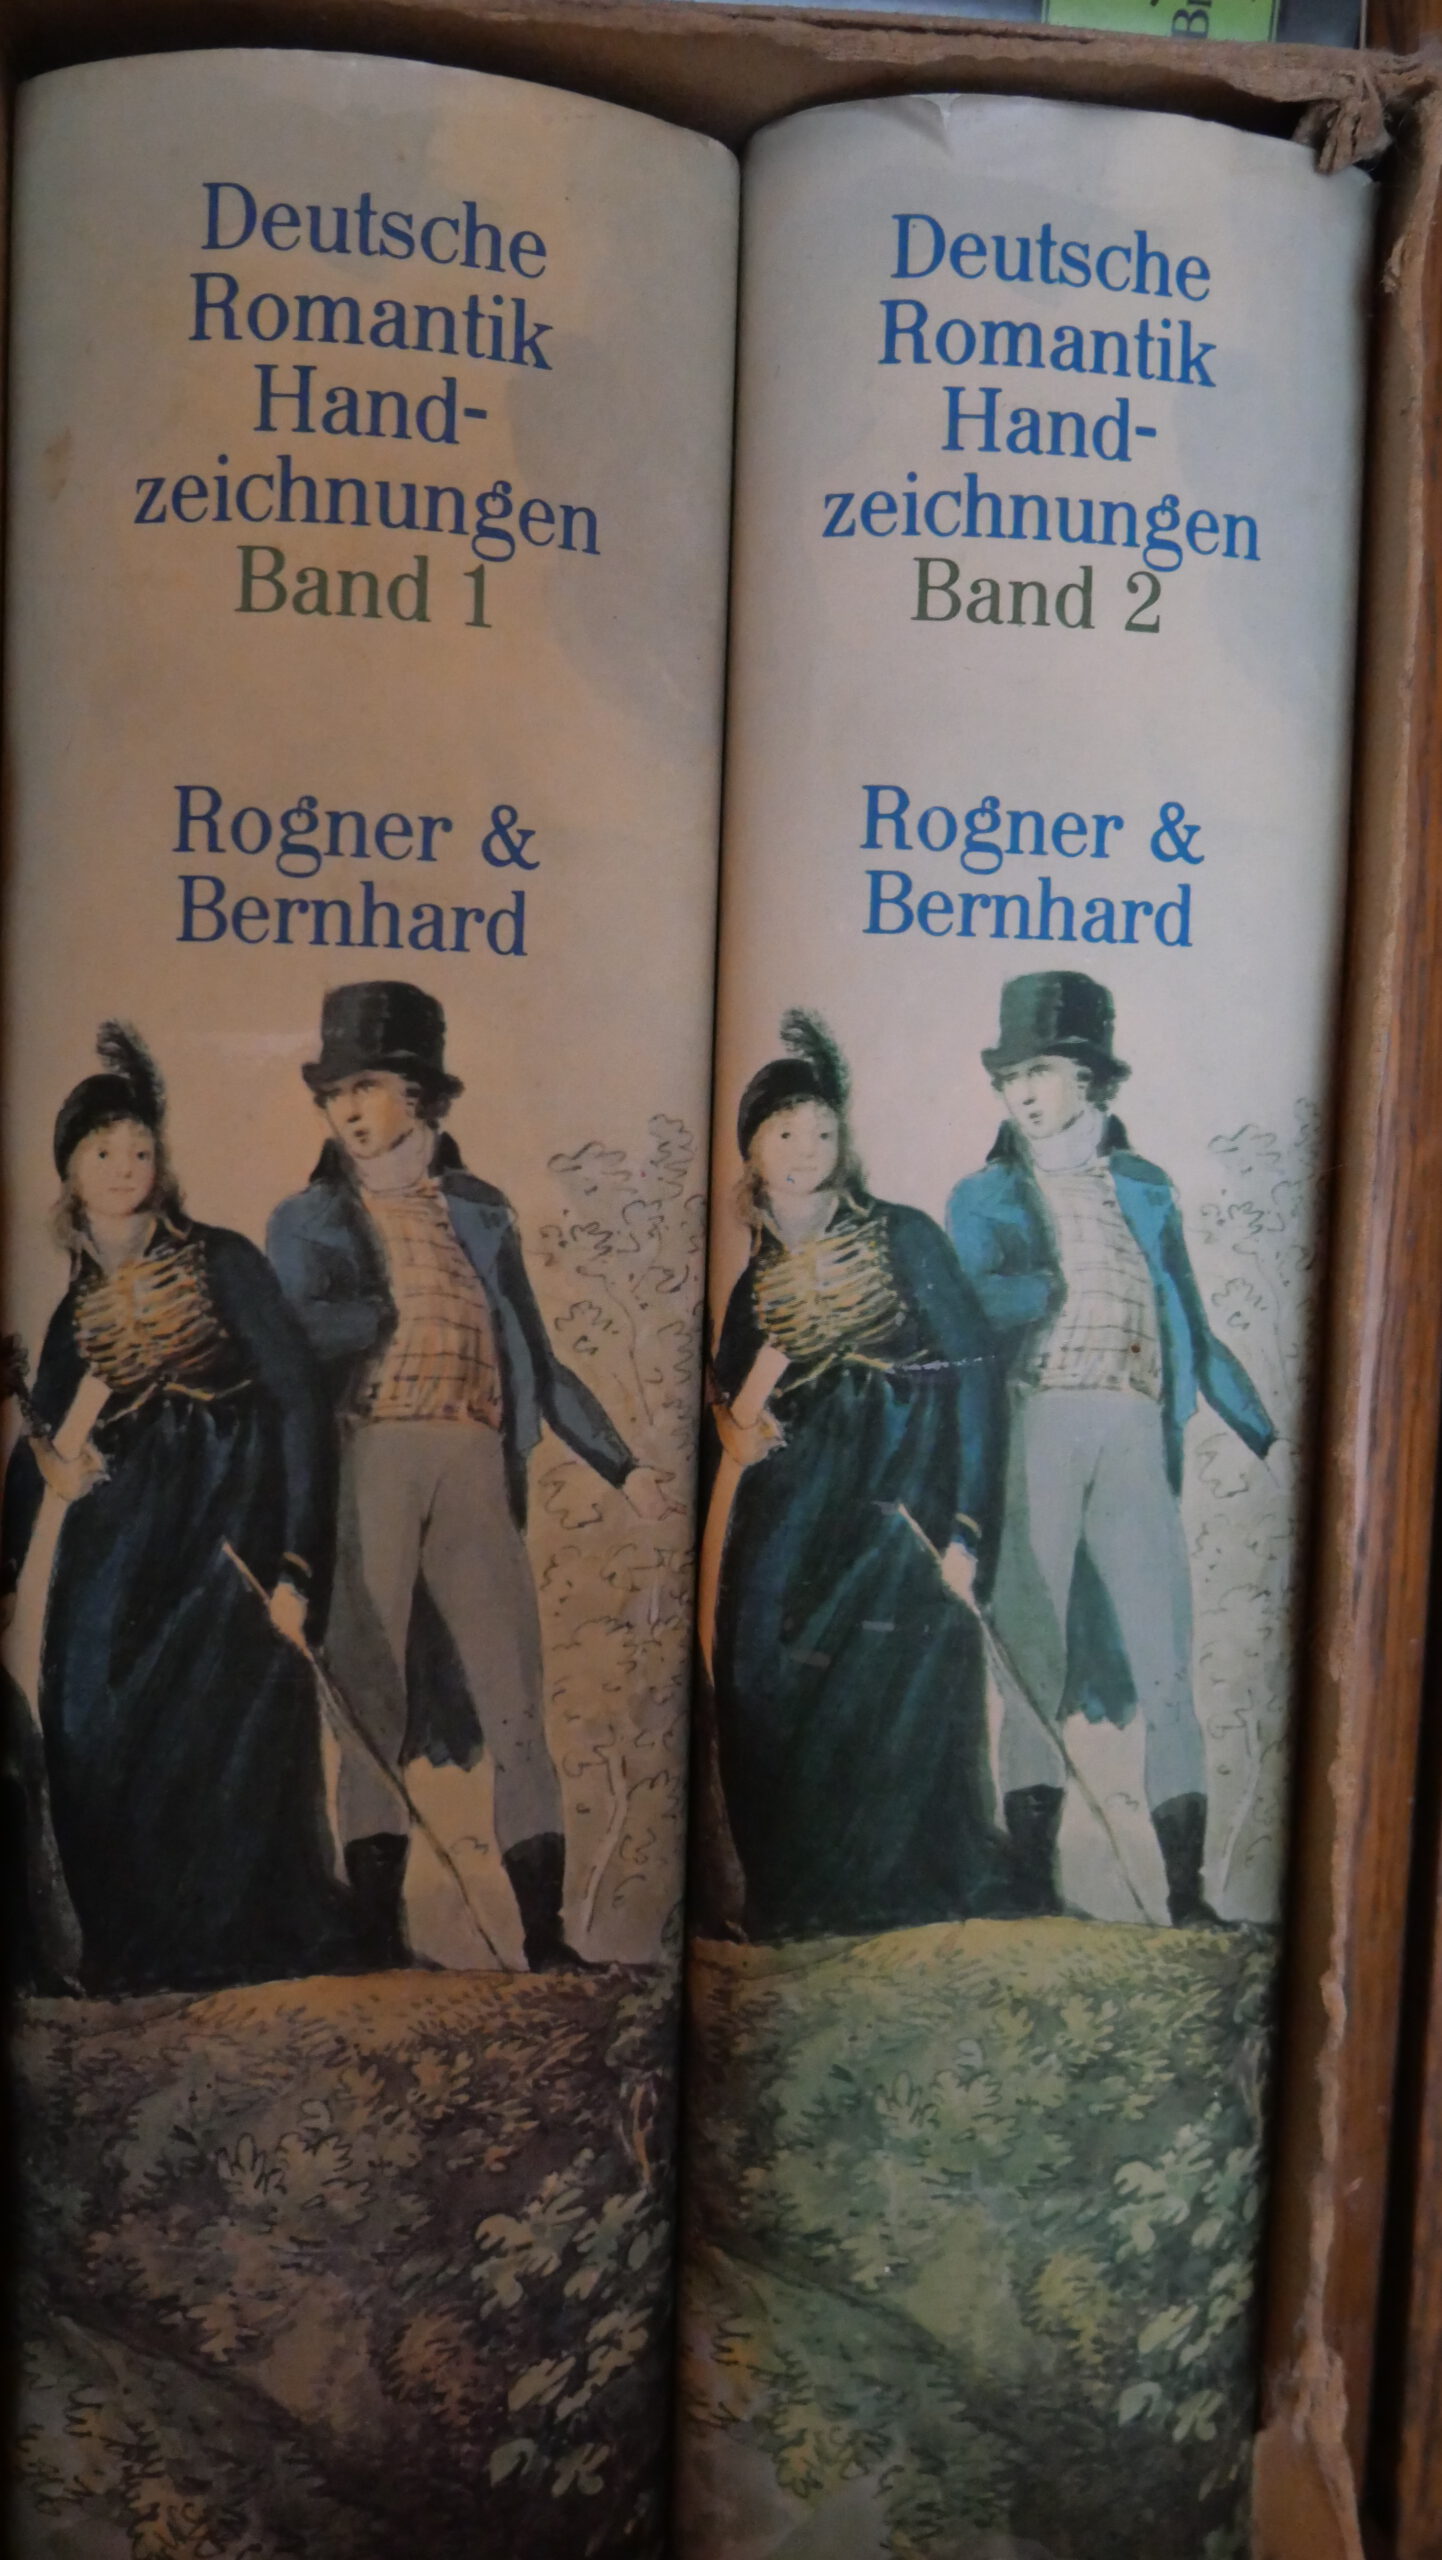 Deutsche
Romantik
Hand-
zeichnungen
Band 1
Rogner &
Bernhard
Deutsche
Romantik
Hand-
zeichnungen
Band 2
Rogner &
Bernhard